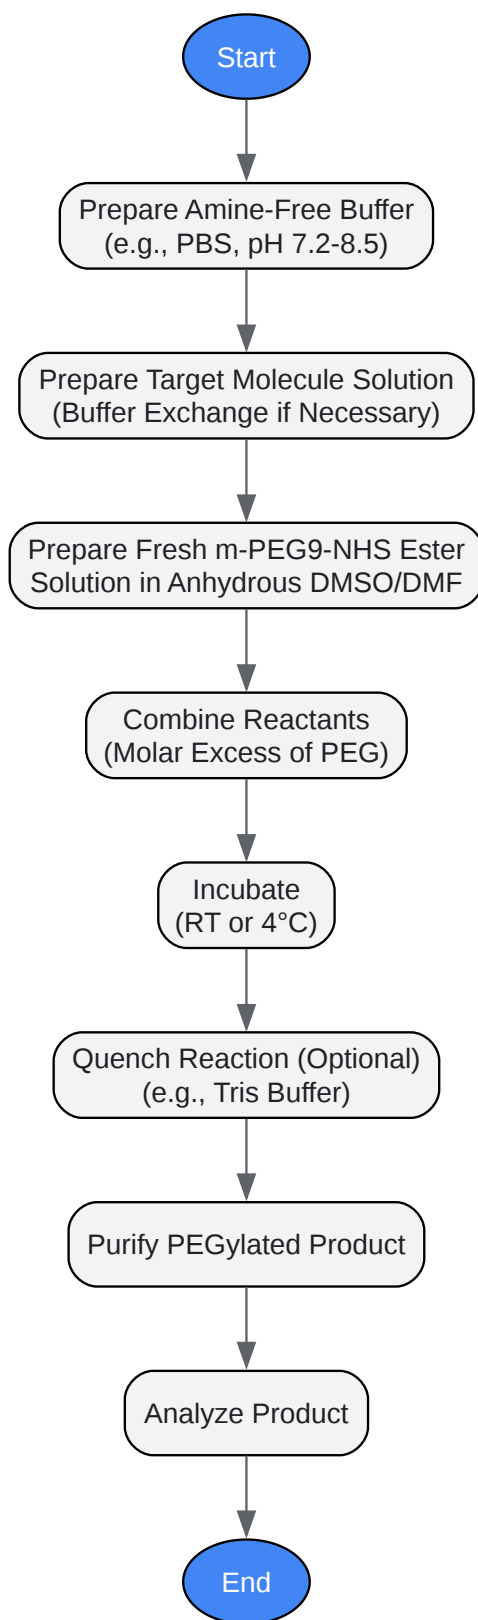 Start
Prepare Amine-Free Buffer
(e.g., PBS, pH 7.2-8.5)
Prepare Target Molecule Solution
(Buffer Exchange if Necessary)
Prepare Fresh m-PEG9-NHS Ester
Solution in Anhydrous DMSO/DMF
Combine Reactants
(Molar Excess of PEG)
Incubate
(RT or 4°C)
Quench Reaction (Optional)
(e.g., Tris Buffer)
Purify PEGylated Product
Analyze Product
End